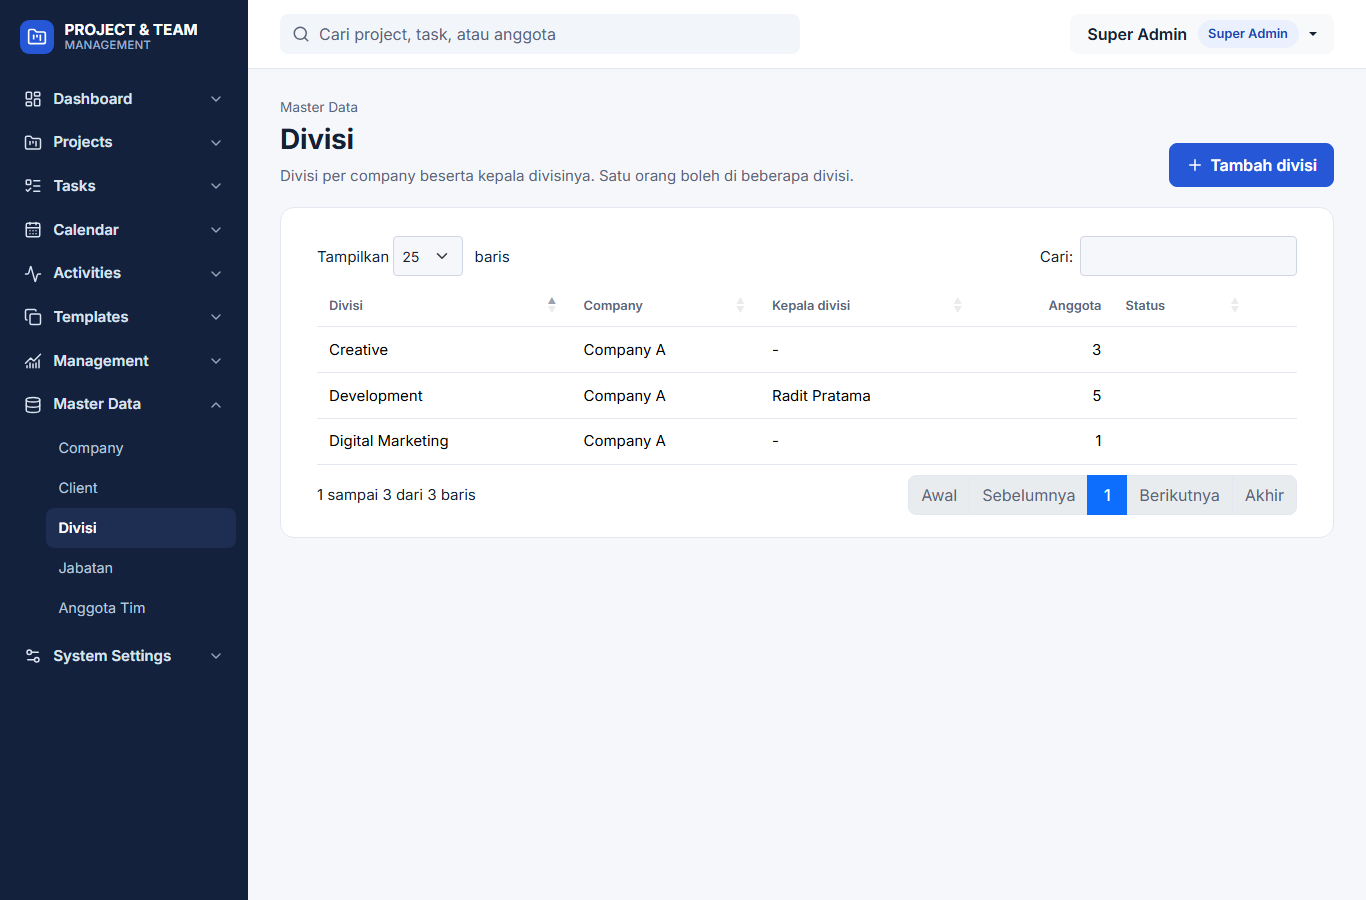 PROJECT & TEAM
MANAGEMENT
Cari project, task, atau anggota
Super Admin Super Admin
Dashboard
Projects
Tasks
Calendar
Activities
Templates
Management
Master Data
Company
Client
Divisi
Jabatan
Anggota Tim
System Settings
Master Data
Divisi
Divisi per company beserta kepala divisinya. Satu orang boleh di beberapa divisi.
+ Tambah divisi
Tampilkan 25 baris
Cari:
Divisi Company Kepala divisi Anggota Status
Creative Company A - 3
Development Company A Radit Pratama 5
Digital Marketing Company A - 1
1 sampai 3 dari 3 baris
Awal Sebelumnya 1 Berikutnya Akhir